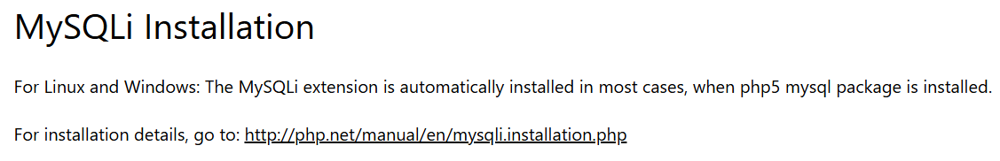 MySQLi Installation
For Linux and Windows: The MySQLi extension is automatically installed in most cases, when php5 mysql package is installed.
For installation details, go to: http://php.net/manual/en/mysqli.installation.php